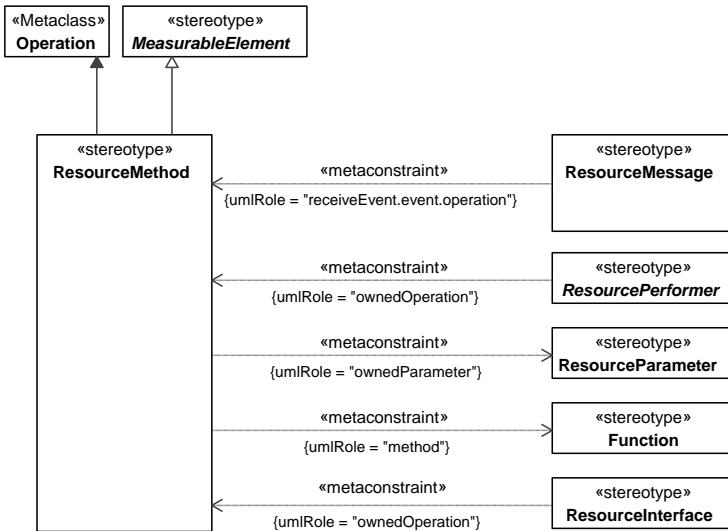 «Metaclass»
Operation
«stereotype»
MeasurableElement
«stereotype»
ResourceMethod
«metaconstraint»
{umlRole = "receiveEvent.event.operation"}
«stereotype»
ResourceMessage
«metaconstraint»
{umlRole = "ownedOperation"}
«stereotype»
ResourcePerformer
«metaconstraint»
{umlRole = "ownedParameter"}
«stereotype»
ResourceParameter
«metaconstraint»
{umlRole = "method"}
«stereotype»
Function
«metaconstraint»
{umlRole = "ownedOperation"}
«stereotype»
ResourceInterface